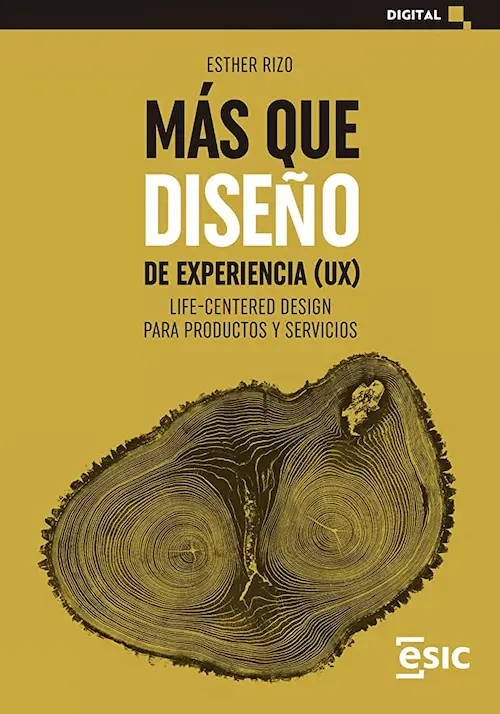 DIGITAL
ESTHER RIZO
MÁS QUE
DISEÑO
DE EXPERIENCIA (UX)
LIFE-CENTERED DESIGN
PARA PRODUCTOS Y SERVICIOS
esic